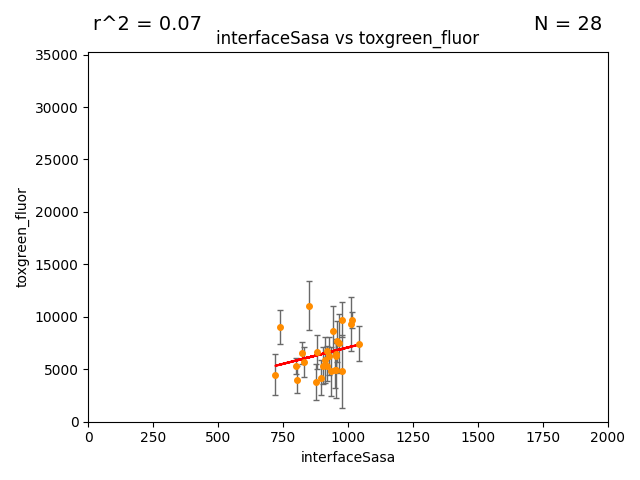 r^2 = 0.07
N = 28
interfaceSasa vs toxgreen_fluor
35000
30000
25000
20000
15000
10000
5000
0
toxgreen_fluor
0 250 500 750 1000 1250 1500 1750 2000
interfaceSasa